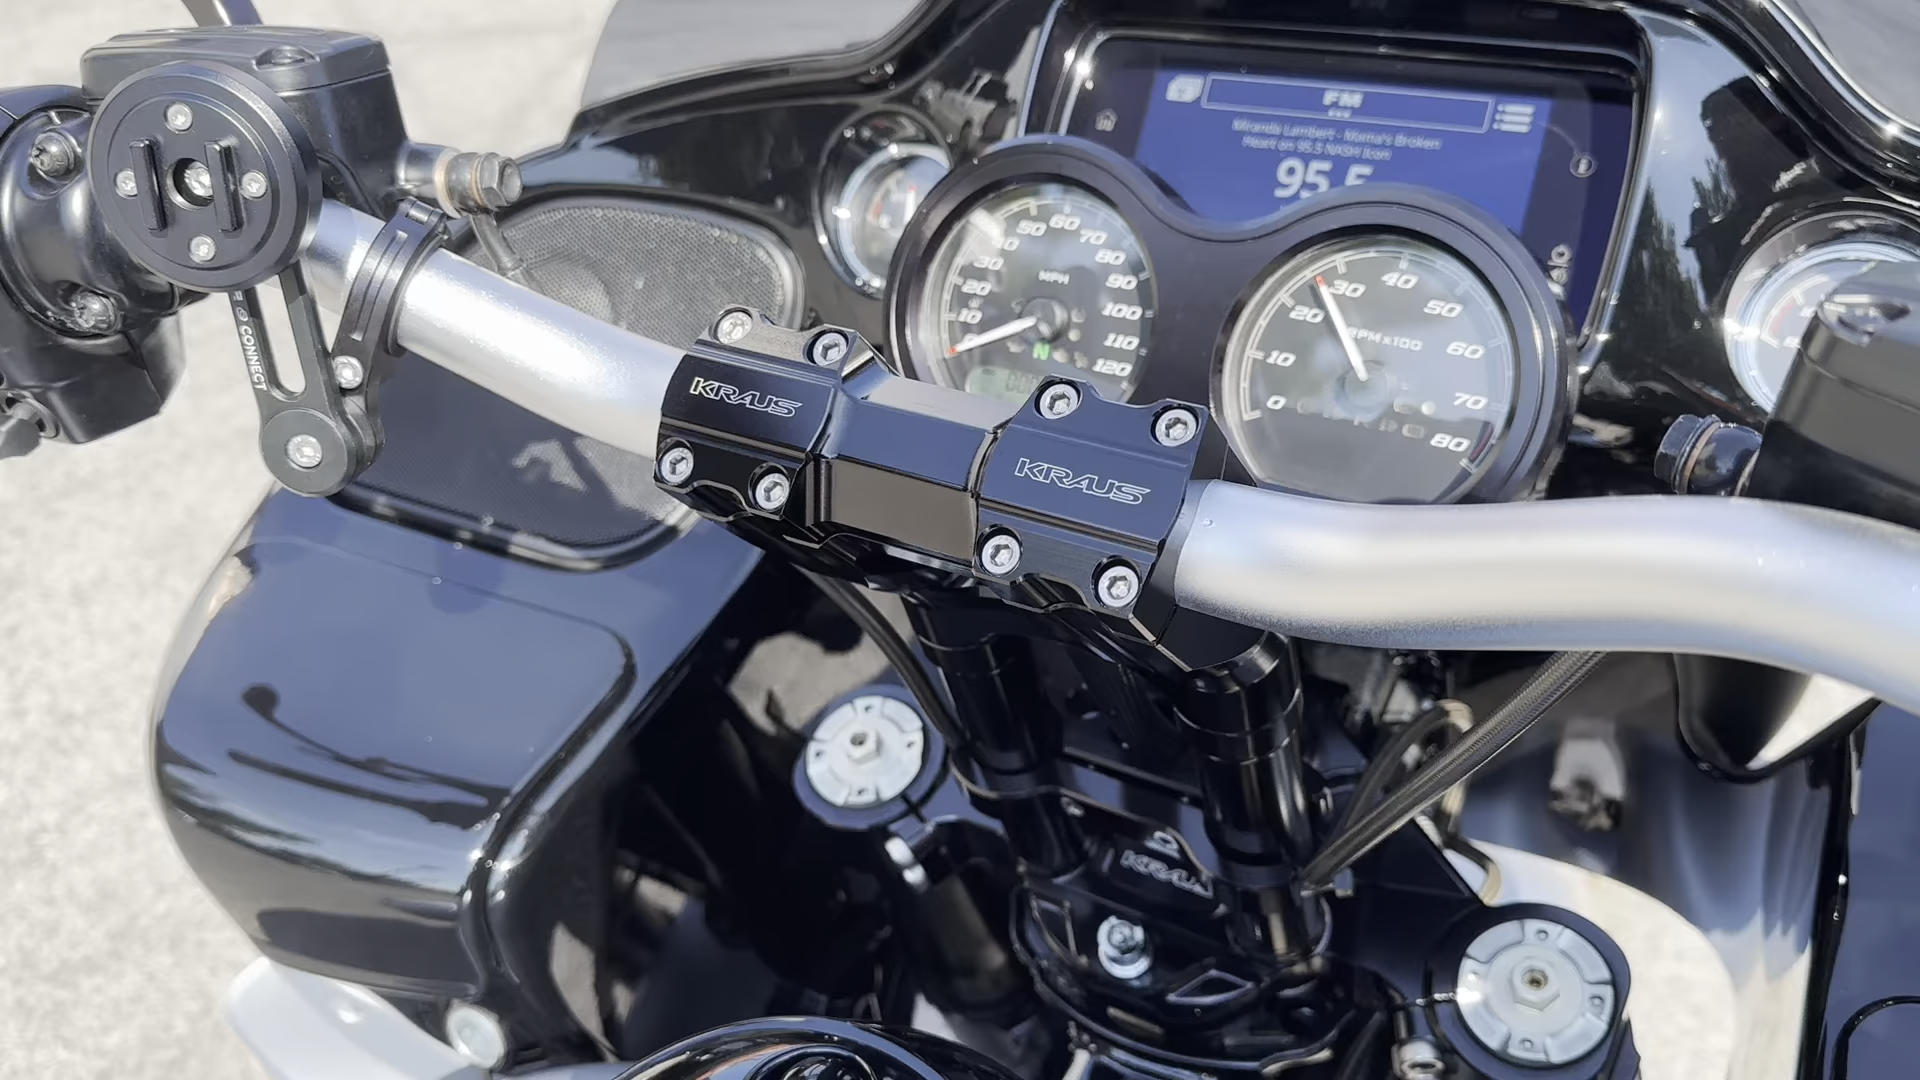 FM
Miranda Lambert - Mama's Broken
Heart on 95.5 NASH Icon
95.5
10
20
30
40
50
60
70
80
90
100
110
120
MPH
N
0
10
20
30
40
50
60
70
80
RPM x100
CONNECT
KRAUS
KRAUS
KRAUS